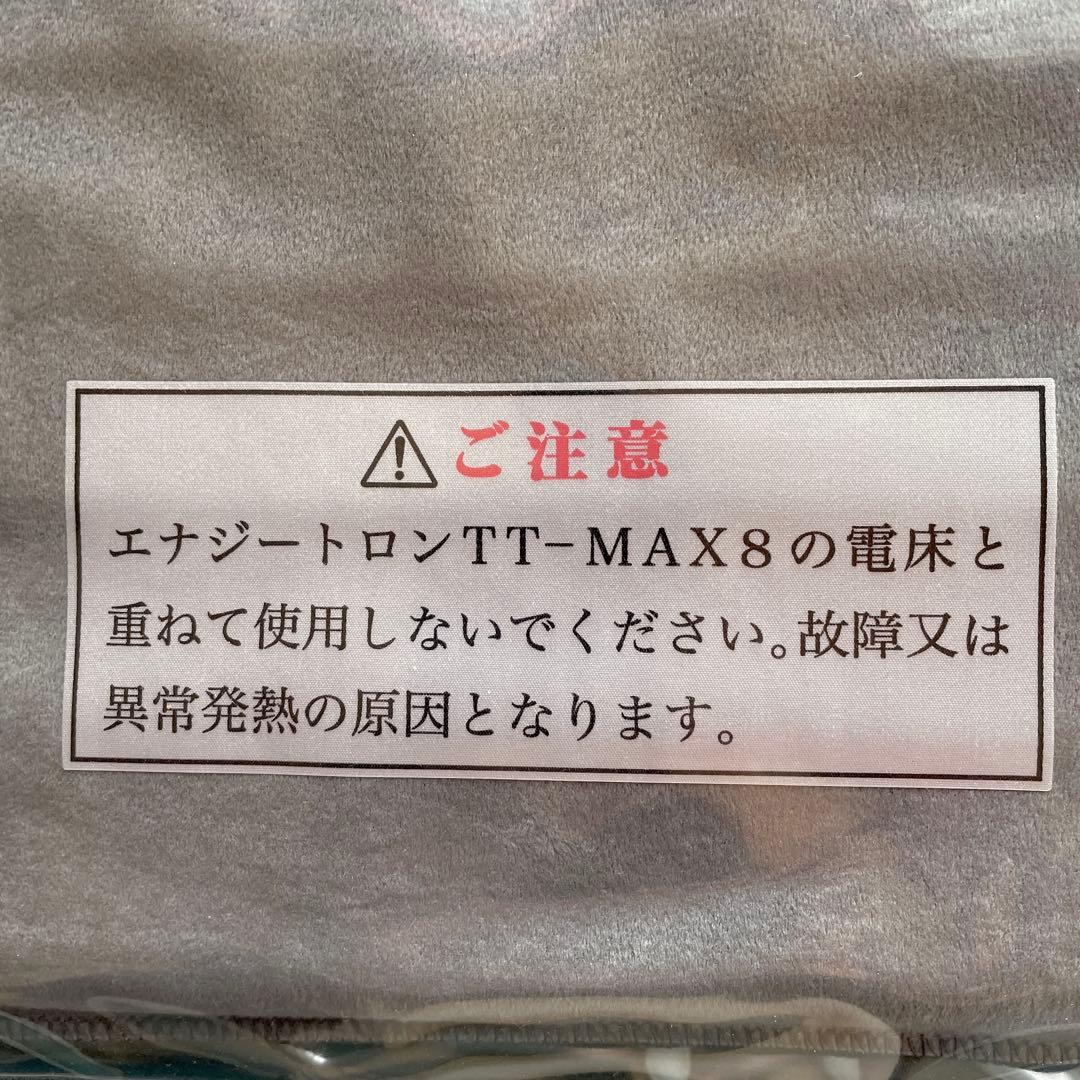 ご注意
エナジートロンTT-MAX8の電床と
重ねて使用しないでください。故障又は
異常発熱の原因となります。